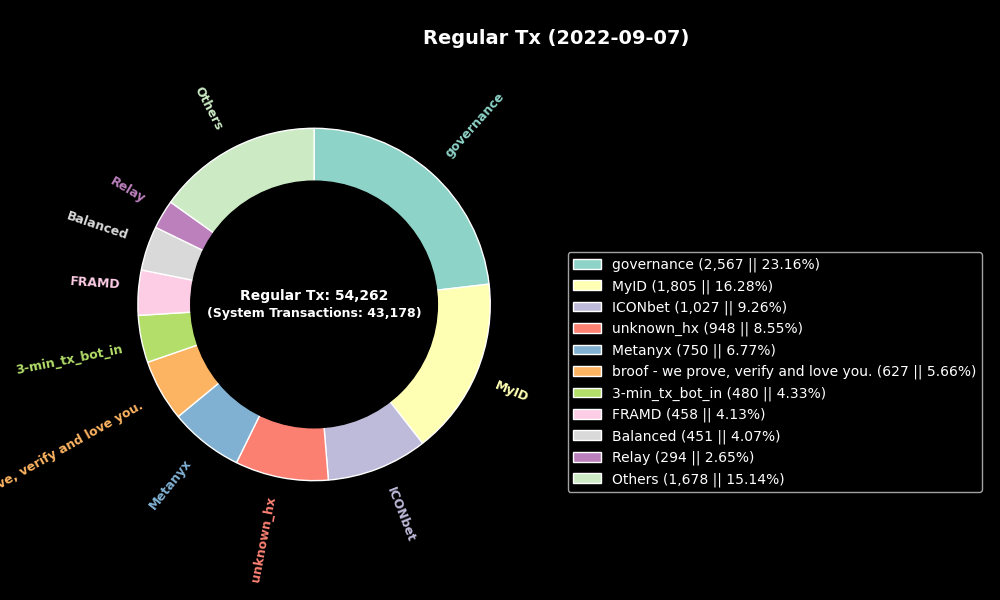 Regular Tx (2022-09-07)
Others
governance
Relay
Balanced
FRAMD
3-min_tx_bot_in
verify and love you.
Metanyx
unknown_hx
ICONbet
MyID
Regular Tx: 54,262
(System Transactions: 43,178)
governance (2,567 || 23.16%)
MyID (1,805 || 16.28%)
ICONbet (1,027 || 9.26%)
unknown_hx (948 || 8.55%)
Metanyx (750 || 6.77%)
broof - we prove, verify and love you. (627 || 5.66%)
3-min_tx_bot_in (480 || 4.33%)
FRAMD (458 || 4.13%)
Balanced (451 || 4.07%)
Relay (294 || 2.65%)
Others (1,678 || 15.14%)